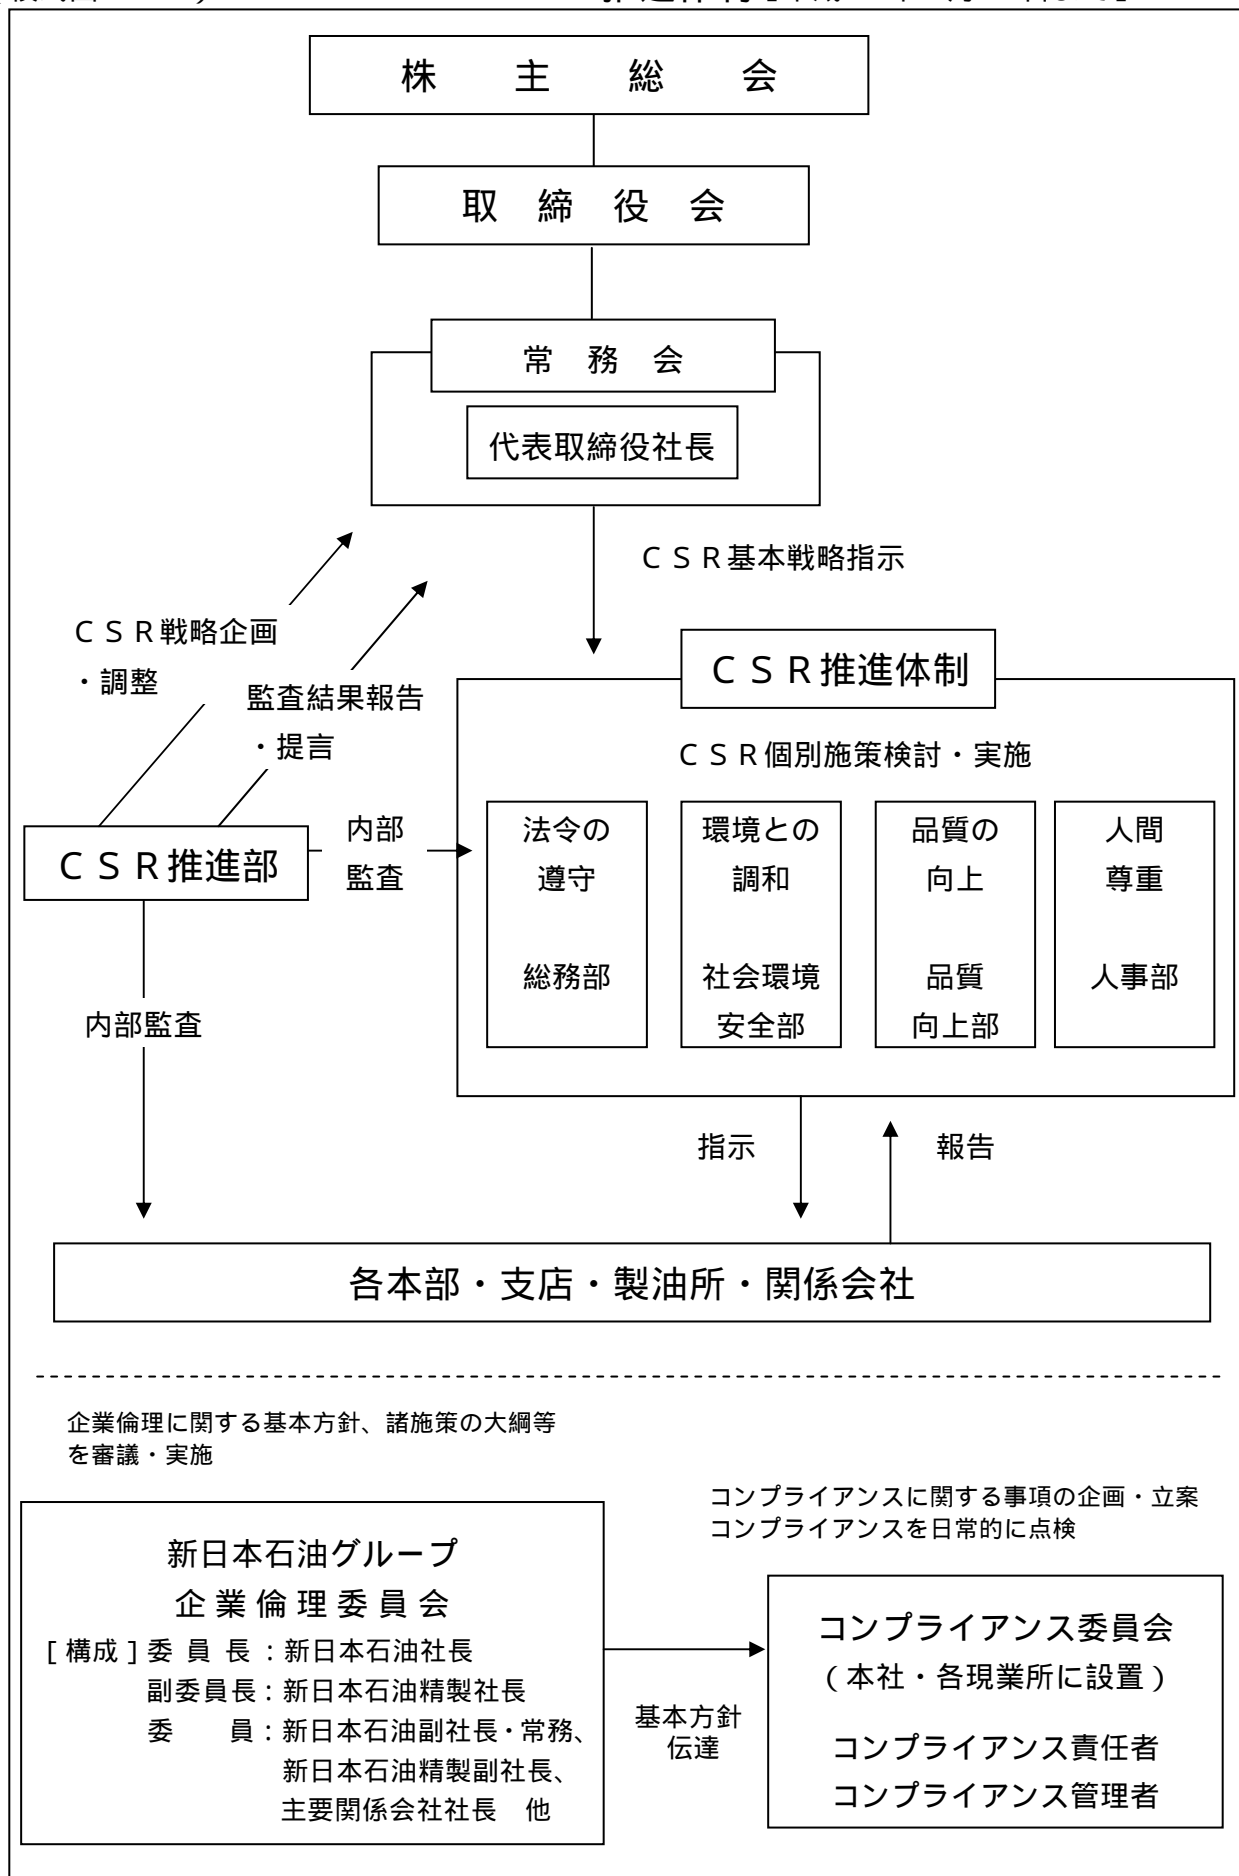 株主総会
取締役会
常務会
代表取締役社長
ＣＳＲ基本戦略指示
ＣＳＲ戦略企画
・調整
監査結果報告
・提言
ＣＳＲ推進体制
ＣＳＲ個別施策検討・実施
ＣＳＲ推進部
内部
監査
法令の
遵守
総務部
環境との
調和
社会環境
安全部
品質の
向上
品質
向上部
人間
尊重
人事部
内部監査
指示
報告
各本部・支店・製油所・関係会社
企業倫理に関する基本方針、諸施策の大綱等
を審議・実施
新日本石油グループ
企業倫理委員会
[構成]委員長：新日本石油社長
副委員長：新日本石油精製社長
委　　員：新日本石油副社長・常務、
新日本石油精製副社長、
主要関係会社社長　他
基本方針
伝達
コンプライアンスに関する事項の企画・立案
コンプライアンスを日常的に点検
コンプライアンス委員会
（本社・各現業所に設置）
コンプライアンス責任者
コンプライアンス管理者